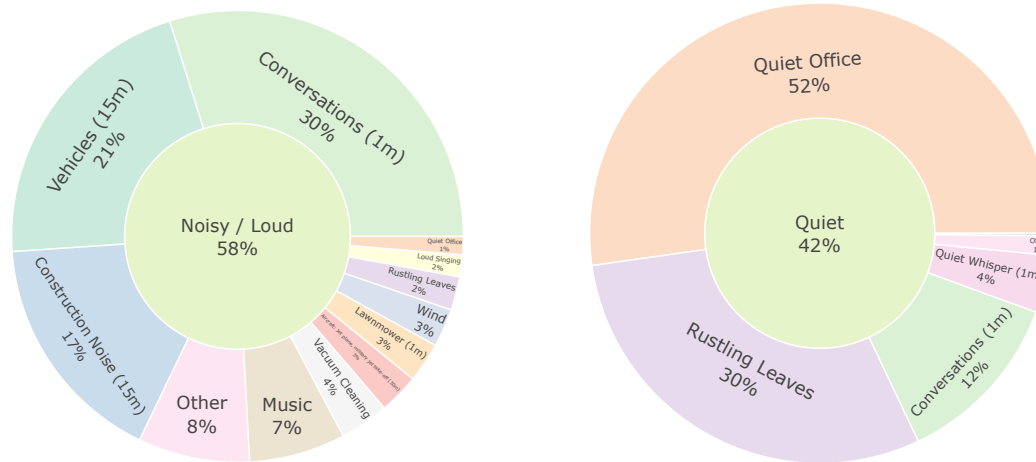 Conversations (1m)
30%
Vehicles (15m)
21%
Construction Noise (15m)
17%
Other
8%
Music
7%
Vacuum Cleaning
4%
3%
Lawnmower (1m)
3%
Wind
3%
Rustling Leaves
2%
Loud Singing
2%
Quiet Office
1%
Noisy / Loud
58%
Quiet Office
52%
Rustling Leaves
30%
Conversations (1m)
12%
Quiet Whisper (1m
4%
Quiet
42%